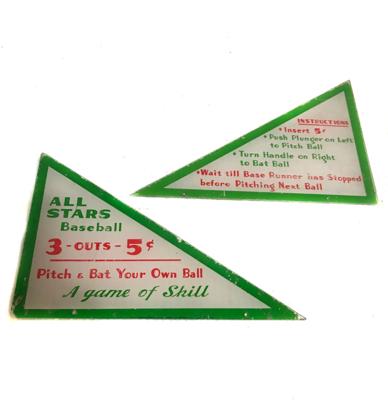 INSTRUCTIONS
• Insert 5¢
• Push Plunger on Left
to Pitch Ball
• Turn Handle on Right
to Bat Ball
• Wait till Base Runner has Stopped
before Pitching Next Ball
ALL
STARS
Baseball
3 - OUTS - 5¢
Pitch & Bat Your Own Ball
A game of Skill